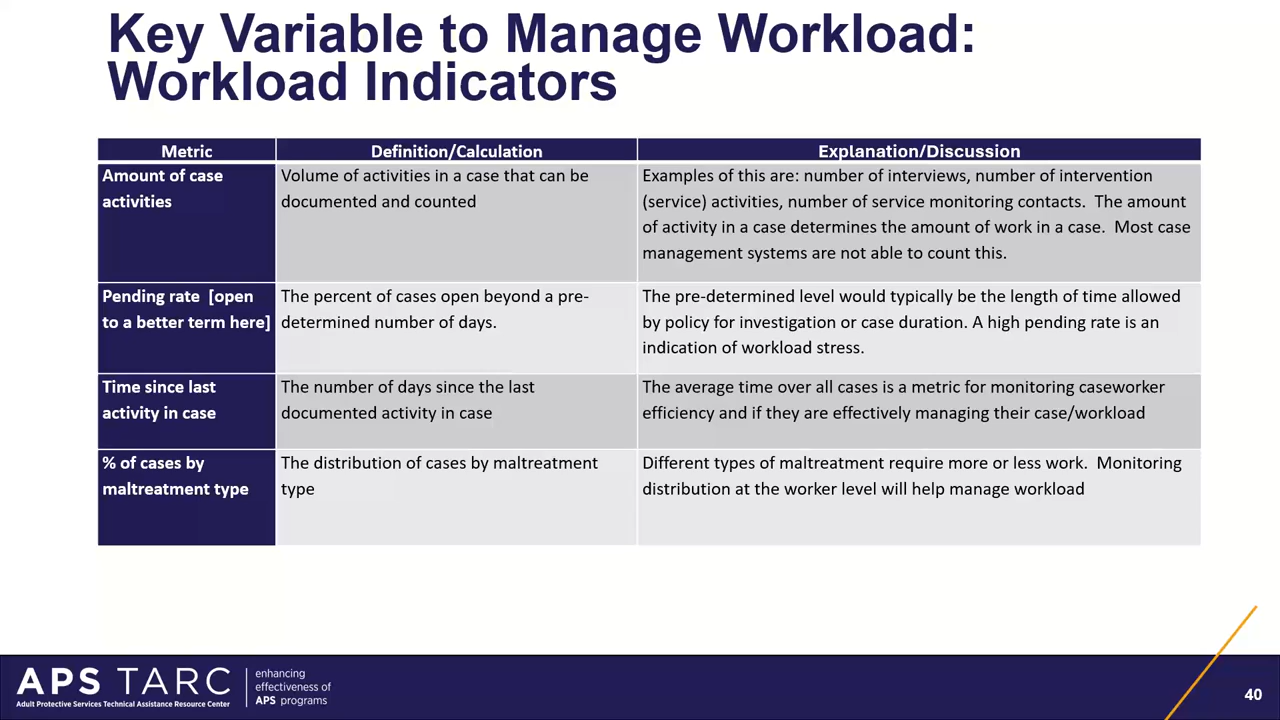 Key Variable to Manage Workload:
Workload Indicators
Metric
Definition/Calculation
Explanation/Discussion
Amount of case
activities
Volume of activities in a case that can be
documented and counted
Examples of this are: number of interviews, number of intervention
(service) activities, number of service monitoring contacts.  The amount
of activity in a case determines the amount of work in a case.  Most case
management systems are not able to count this.
Pending rate  [open
to a better term here]
The percent of cases open beyond a pre-
determined number of days.
The pre-determined level would typically be the length of time allowed
by policy for investigation or case duration. A high pending rate is an
indication of workload stress.
Time since last
activity in case
The number of days since the last
documented activity in case
The average time over all cases is a metric for monitoring caseworker
efficiency and if they are effectively managing their case/workload
% of cases by
maltreatment type
The distribution of cases by maltreatment
type
Different types of maltreatment require more or less work.  Monitoring
distribution at the worker level will help manage workload
APS TARC
Adult Protective Services Technical Assistance Resource Center
enhancing
effectiveness of
APS programs
40